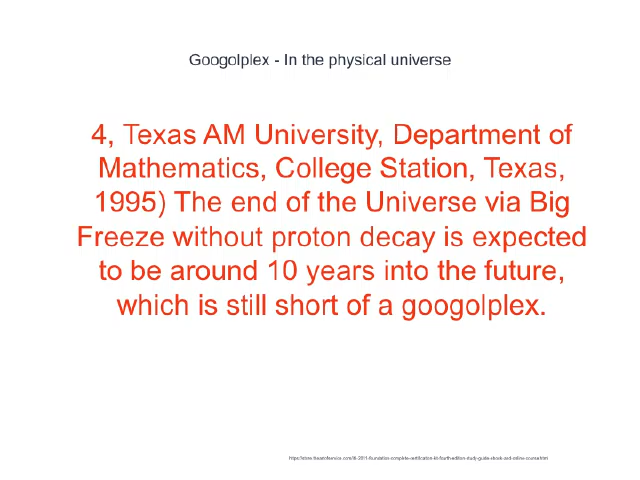 Googolplex - In the physical universe
4, Texas AM University, Department of
Mathematics, College Station, Texas,
1995) The end of the Universe via Big
Freeze without proton decay is expected
to be around 10 years into the future,
which is still short of a googolplex.